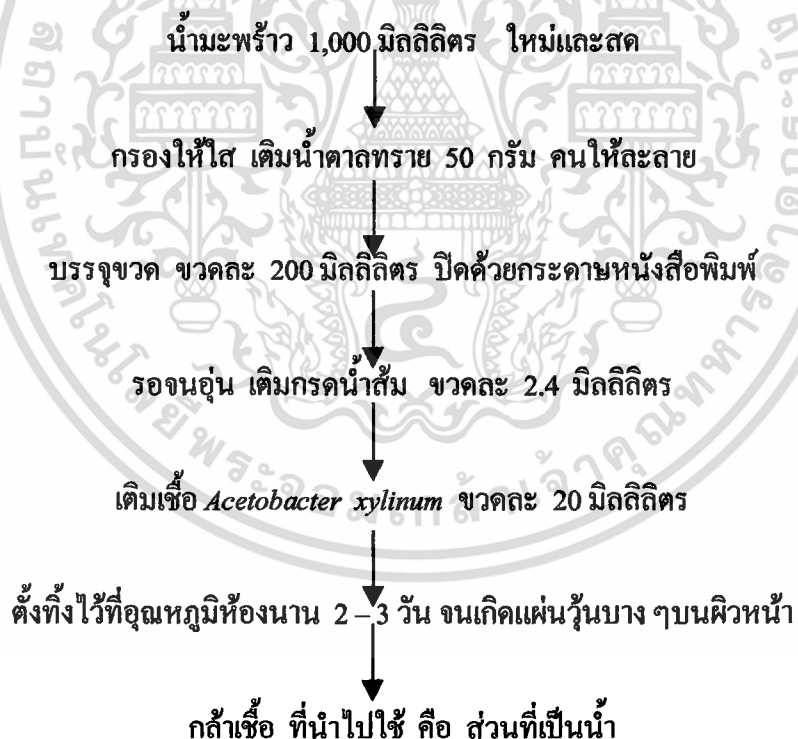 น้ำมะพร้าว 1,000 มิลลิลิตร ใหม่และสด
กรองให้ใส เติมน้ำตาลทราย 50 กรัม คนให้ละลาย
บรรจุขวด ขวดละ 200 มิลลิลิตร ปิดด้วยกระดาษหนังสือพิมพ์
รอจนอุ่น เติมกรดน้ำส้ม ขวดละ 2.4 มิลลิลิตร
เติมเชื้อ Acetobacter xylinum ขวดละ 20 มิลลิลิตร
ตั้งทิ้งไว้ที่อุณหภูมิห้องนาน 2 – 3 วัน จนเกิดแผ่นวุ้นบาง ๆบนผิวหน้า
กล้าเชื้อ ที่นำไปใช้ คือ ส่วนที่เป็นน้ำ